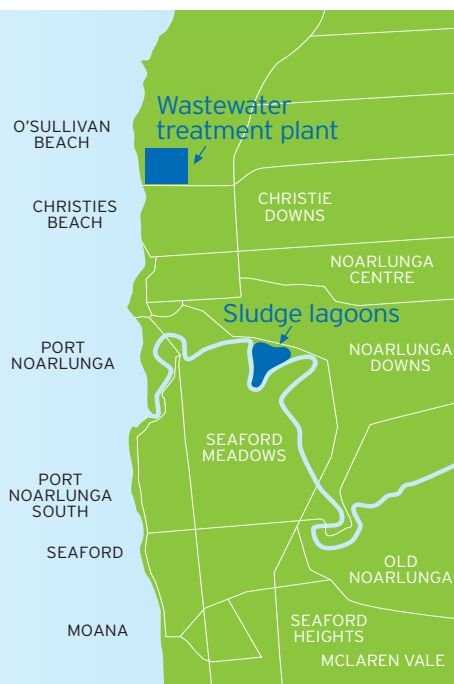 Wastewater
treatment plant
O'SULLIVAN
BEACH
CHRISTIES
BEACH
CHRISTIE
DOWNS
NOARLUNGA
CENTRE
Sludge lagoons
PORT
NOARLUNGA
NOARLUNGA
DOWNS
SEAFORD
MEADOWS
PORT
NOARLUNGA
SOUTH
SEAFORD
OLD
NOARLUNGA
MOANA
SEAFORD
HEIGHTS
MCLAREN VALE